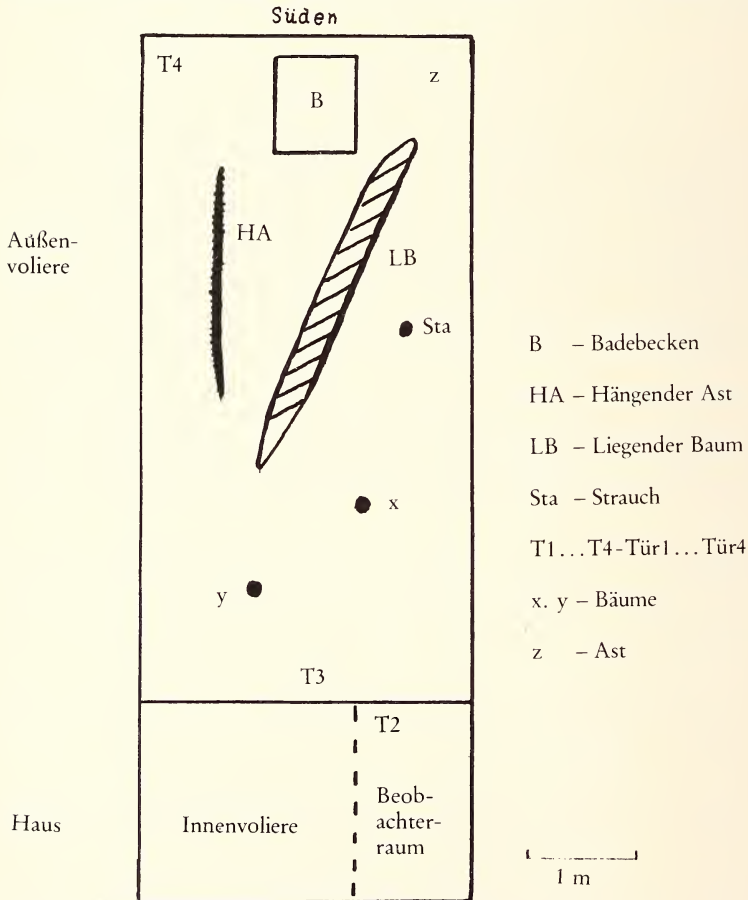 Süden
T4
B
z
HA
Außen-
voliere
LB
Sta
x
y
T3
T2
Haus
Innenvoliere
Beob-
achter-
raum
B – Badebecken
HA – Hängender Ast
LB – Liegender Baum
Sta – Strauch
T1...T4-Tür1...Tür4
x. y – Bäume
z – Ast
1 m